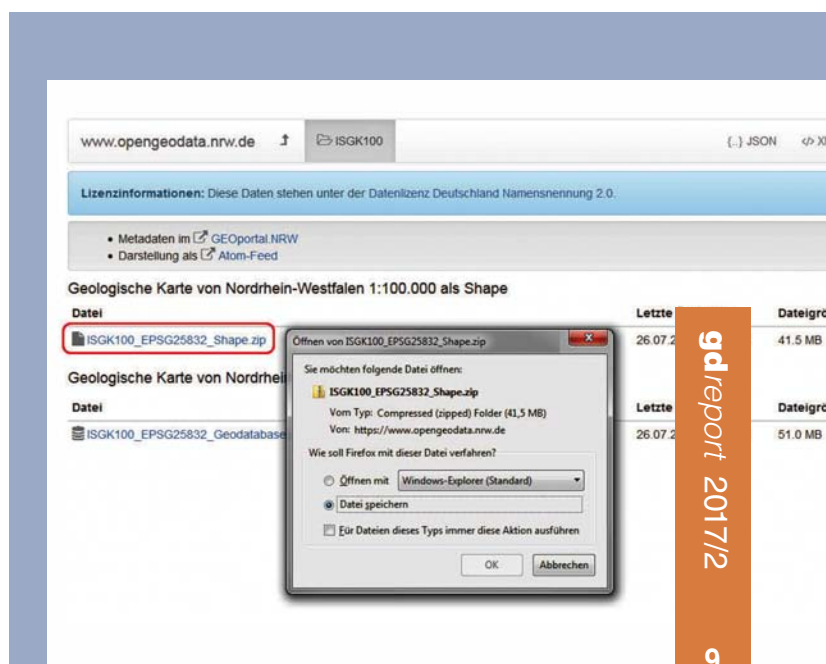 www.opengeodata.nrw.de ISGK100 {..} JSON </>
Lizenzinformationen: Diese Daten stehen unter der Datenlizenz Deutschland Namensnennung 2.0.
• Metadaten im GEOportal.NRW
• Darstellung als Atom-Feed
Geologische Karte von Nordrhein-Westfalen 1:100.000 als Shape
Datei Letzte
ISGK100_EPSG25832_Shape.zip 26.07. 41.5 MB
Geologische Karte von
Datei Letzte
ISGK100_EPSG25832_Geodatabase 26.07. 51.0 MB
Öffnen von ISGK100_EPSG25832_Shape.zip
Sie möchten folgende Datei öffnen:
ISGK100_EPSG25832_Shape.zip
Vom Typ: Compressed (zipped) Folder (41,5 MB)
Von: https://www.opengeodata.nrw.de
Wie soll Firefox mit dieser Datei verfahren?
Öffnen mit Windows-Explorer (Standard)
Datei speichern
Für Dateien dieses Typs immer diese Aktion ausführen
OK Abbrechen
gdreport 2017/2